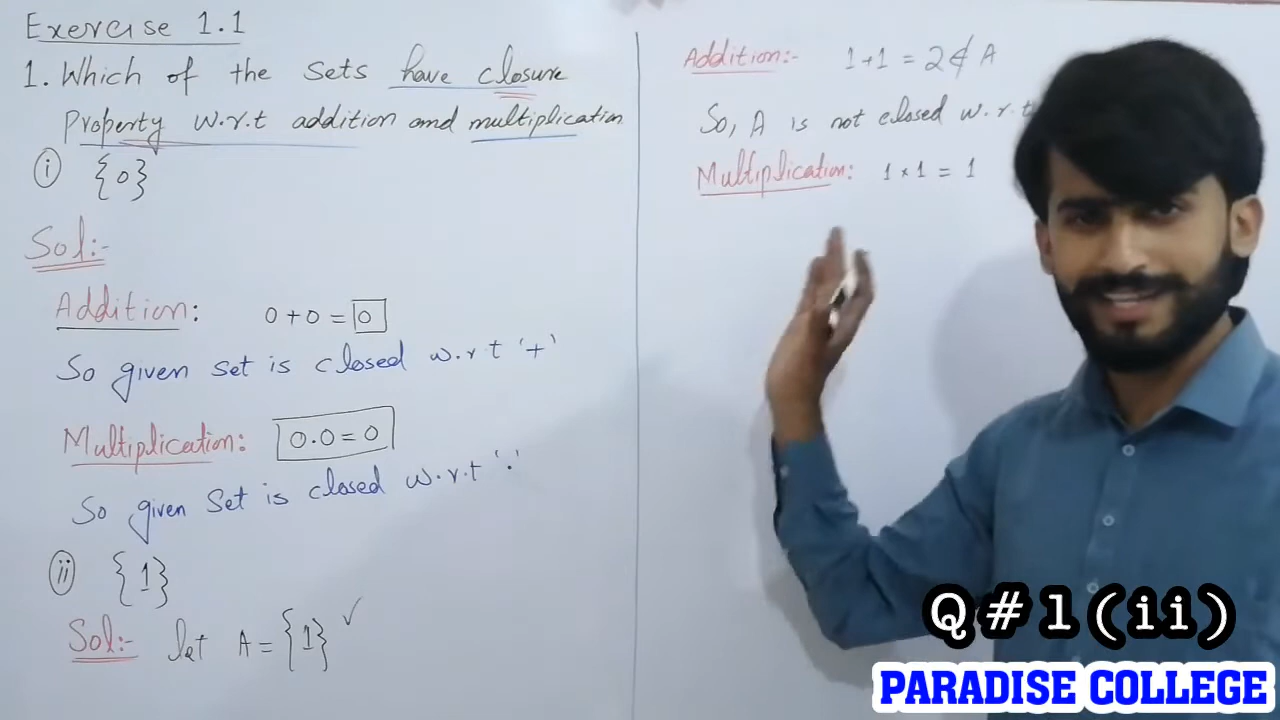 Exercise 1.1
1. Which of the sets have closure
Property w.r.t addition and multiplication
(i) {0}
Sol:-
Addition: 0+0 = 0
So given set is closed w.r.t '+'
Multiplication: 0.0=0
So given Set is closed w.r.t '.'
(ii) {1}
Sol:- let A = {1} ✓
Addition:- 1+1 = 2 ∉ A
So, A is not closed w.r.t
Multiplication: 1 × 1 = 1
Q#1(ii)
PARADISE COLLEGE